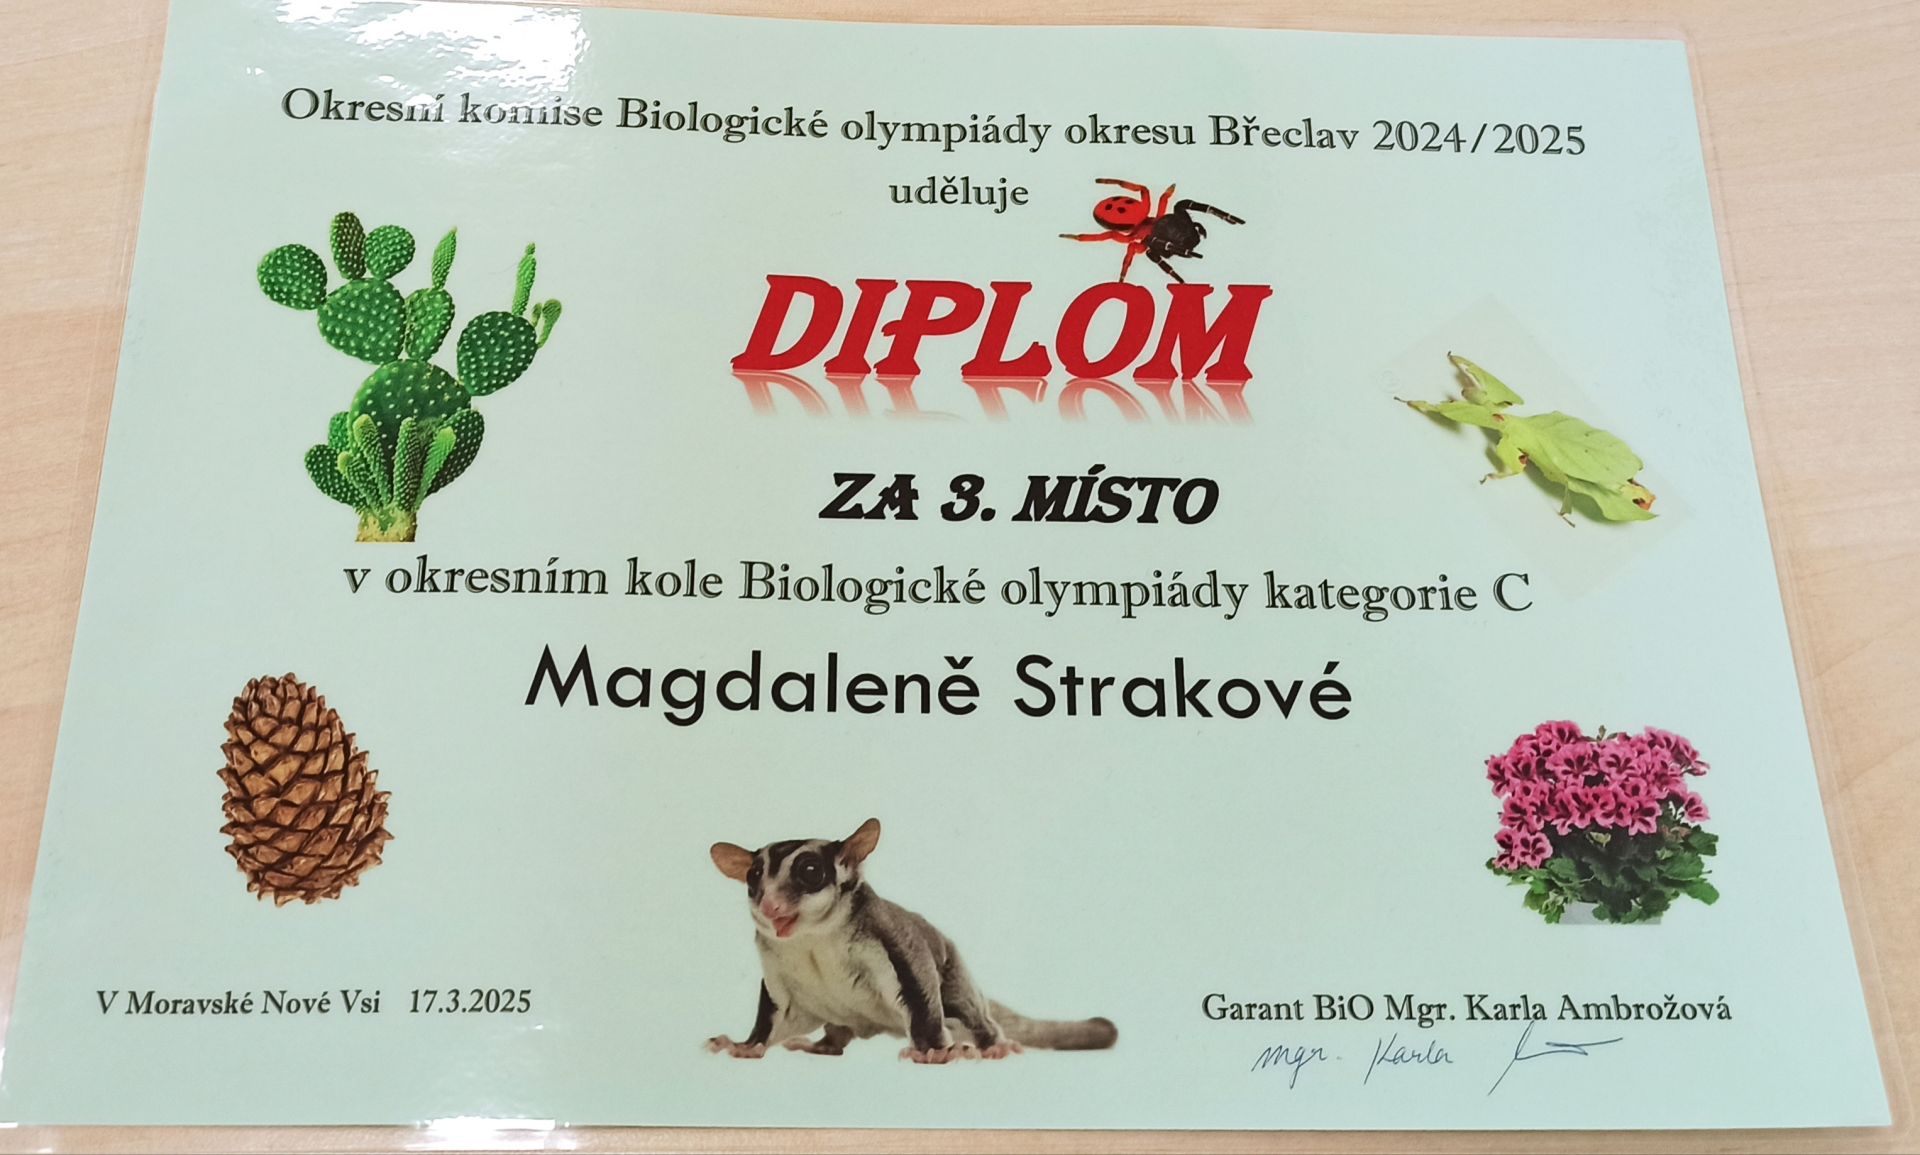 Okresní komise Biologické olympiády okresu Břeclav 2024/2025
uděluje
DIPLOM
ZA 3. MÍSTO
v okresním kole Biologické olympiády kategorie C
Magdaleně Strakové
V Moravské Nové Vsi 17.3.2025
Garant BiO Mgr. Karla Ambrožová
Mgr. Karla